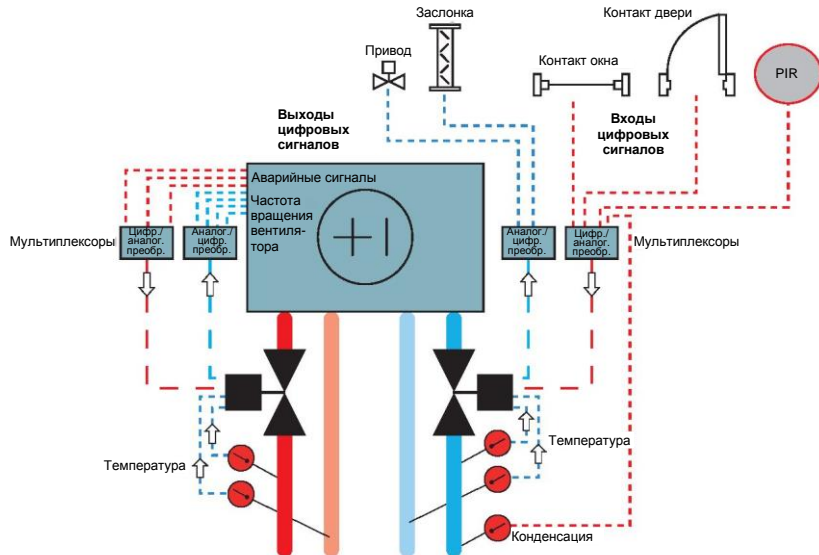 Заслонка
Контакт двери
Привод
Контакт окна
PIR
Выходы
цифровых
сигналов
Входы
цифровых
сигналов
Аварийные сигналы
Частота
вращения
вентиля-
тора
Мультиплексоры
Цифр./
аналог.
преобр.
Аналог./
цифр.
преобр.
Аналог./
цифр.
преобр.
Цифр./
аналог.
преобр.
Мультиплексоры
Температура
Температура
Конденсация